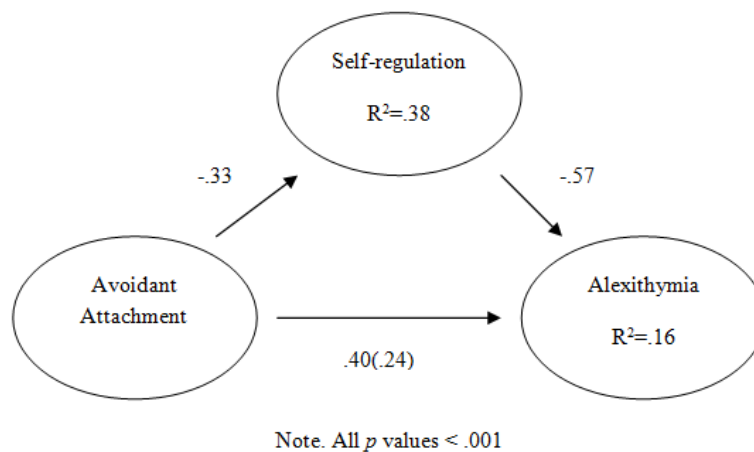 Self-regulation
R²=.38
-.33
-.57
Avoidant
Attachment
Alexithymia
R²=.16
.40(.24)
Note. All p values < .001